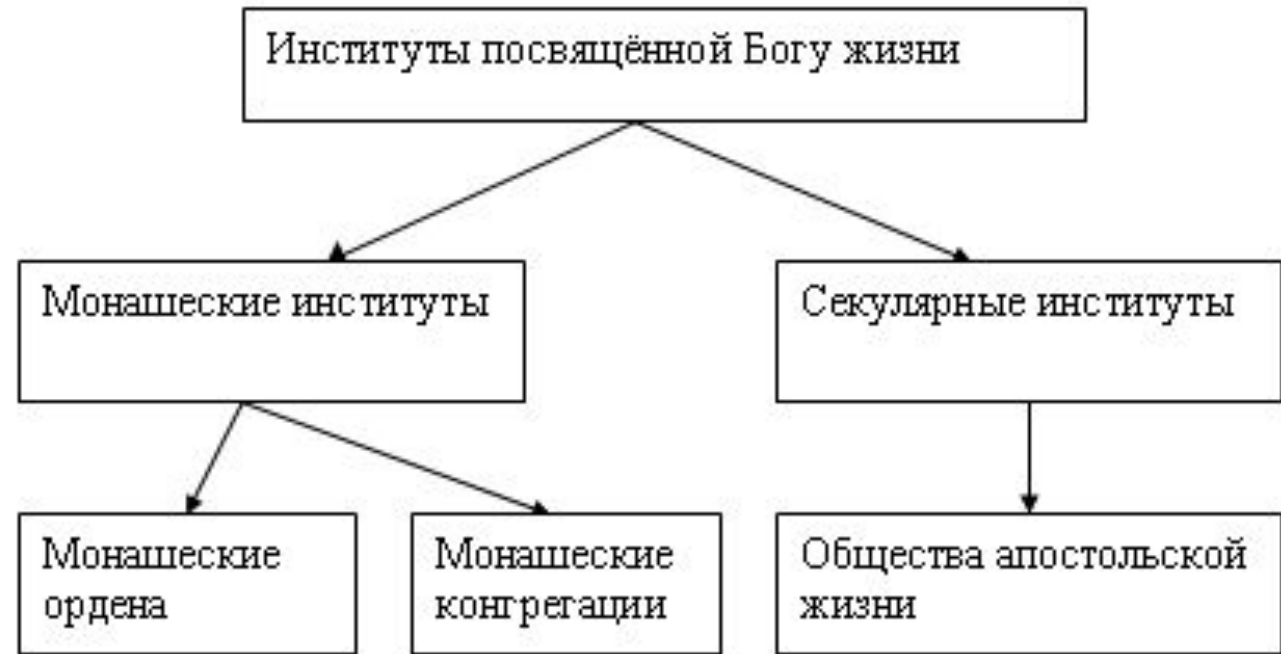 Институты посвящённой Богу жизни
Монашеские институты
Секулярные институты
Монашеские
ордена
Монашеские
конгрегации
Общества апостольской
жизни